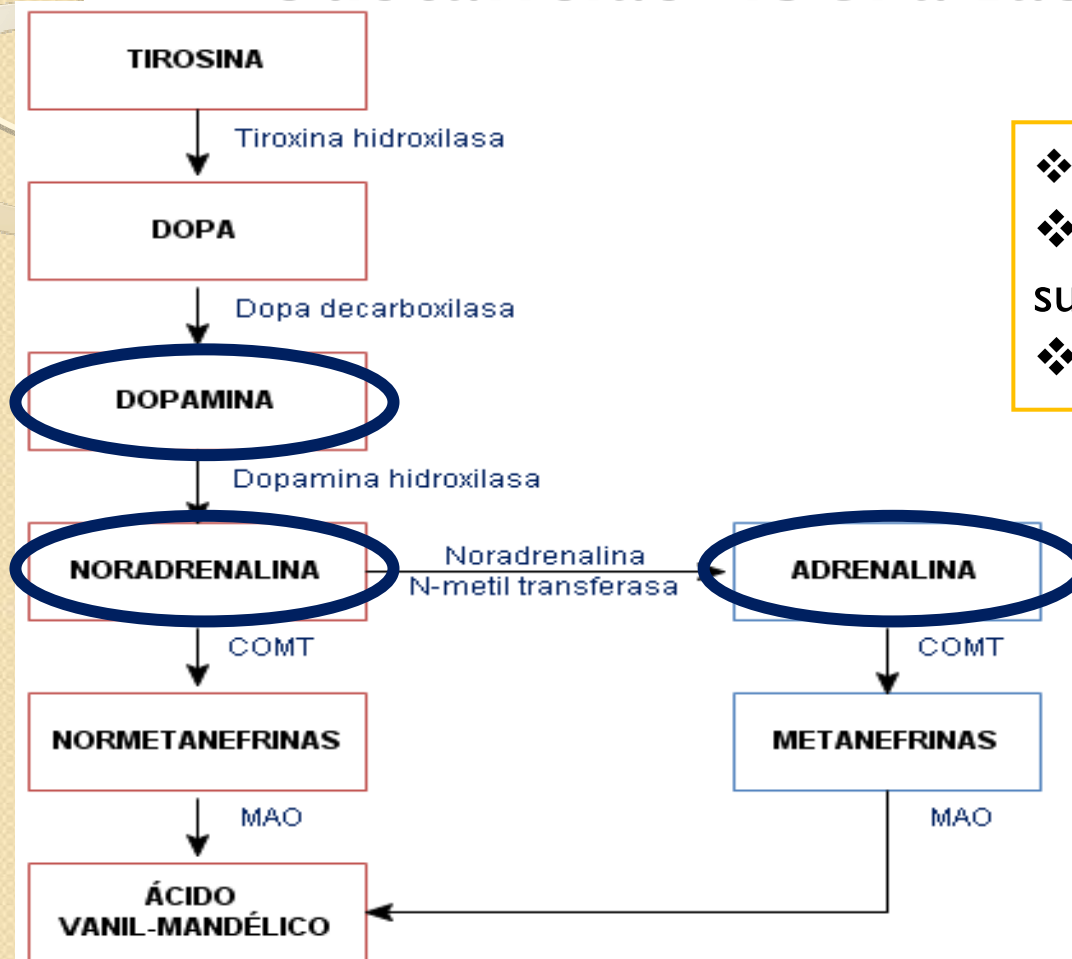 TIROSINA
Tiroxina hidroxilasa
DOPA
Dopa decarboxilasa
DOPAMINA
Dopamina hidroxilasa
NORADRENALINA
Noradrenalina
N-metil transferasa
ADRENALINA
COMT
COMT
NORMETANEFRINAS
METANEFRINAS
MAO
MAO
ÁCIDO
VANIL-MANDÉLICO
❖
❖
su
❖